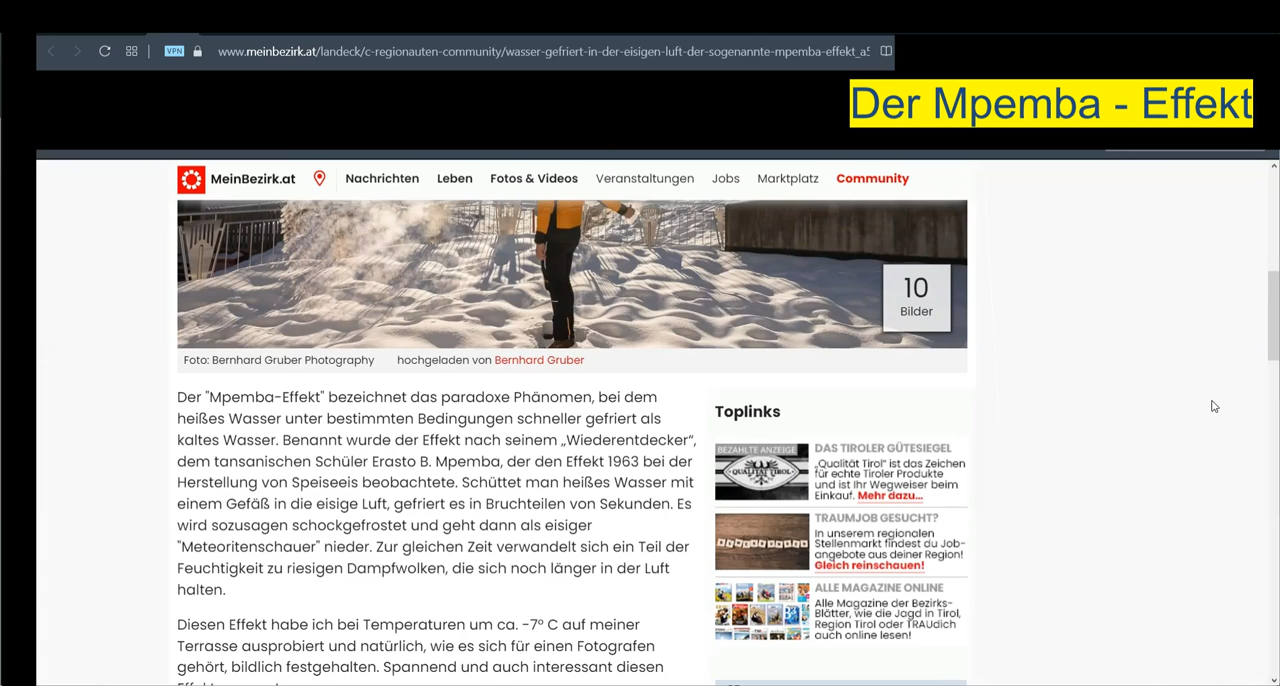 VPN
www.meinbezirk.at/landeck/c-regionauten-community/wasser-gefriert-in-der-eisigen-luft-der-sogenannte-mpemba-effekt_a5
Der Mpemba - Effekt
MeinBezirk.at Nachrichten Leben Fotos & Videos Veranstaltungen Jobs Marktplatz Community
10
Bilder
Foto: Bernhard Gruber Photography hochgeladen von Bernhard Gruber
Der "Mpemba-Effekt" bezeichnet das paradoxe Phänomen, bei dem
heißes Wasser unter bestimmten Bedingungen schneller gefriert als
kaltes Wasser. Benannt wurde der Effekt nach seinem „Wiederentdecker“,
dem tansanischen Schüler Erasto B. Mpemba, der den Effekt 1963 bei der
Herstellung von Speiseeis beobachtete. Schüttet man heißes Wasser mit
einem Gefäß in die eisige Luft, gefriert es in Bruchteilen von Sekunden. Es
wird sozusagen schockgefrostet und geht dann als eisiger
"Meteoritenschauer" nieder. Zur gleichen Zeit verwandelt sich ein Teil der
Feuchtigkeit zu riesigen Dampfwolken, die sich noch länger in der Luft
halten.
Diesen Effekt habe ich bei Temperaturen um ca. -7° C auf meiner
Terrasse ausprobiert und natürlich, wie es sich für einen Fotografen
gehört, bildlich festgehalten. Spannend und auch interessant diesen
Toplinks
BEZAHLTE ANZEIGE
QUALITÄT TIROL
DAS TIROLER GÜTESIEGEL
„Qualität Tirol" ist das Zeichen
für echte Tiroler Produkte
und ist Ihr Wegweiser beim
Einkauf. Mehr dazu...
TRAUMJOB GESUCHT?
In unserem regionalen
Stellenmarkt findest du Job-
angebote aus deiner Region!
Gleich reinschauen!
ALLE MAGAZINE ONLINE
Alle Magazine der Bezirks-
Blätter, wie die Jagd in Tirol,
Region Tirol oder TRAUdich
auch online lesen!